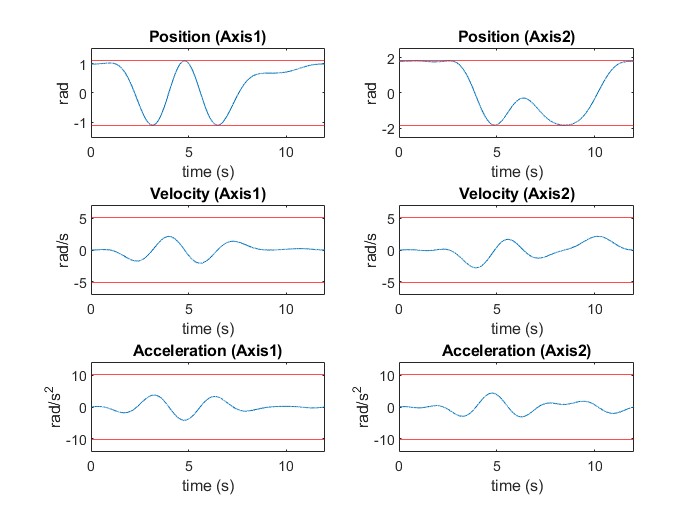 Position (Axis1)
rad
1
0
-1
0 5 10
time (s)
Position (Axis2)
rad
2
0
-2
0 5 10
time (s)
Velocity (Axis1)
rad/s
5
0
-5
0 5 10
time (s)
Velocity (Axis2)
rad/s
5
0
-5
0 5 10
time (s)
Acceleration (Axis1)
rad/s²
10
0
-10
0 5 10
time (s)
Acceleration (Axis2)
rad/s²
10
0
-10
0 5 10
time (s)